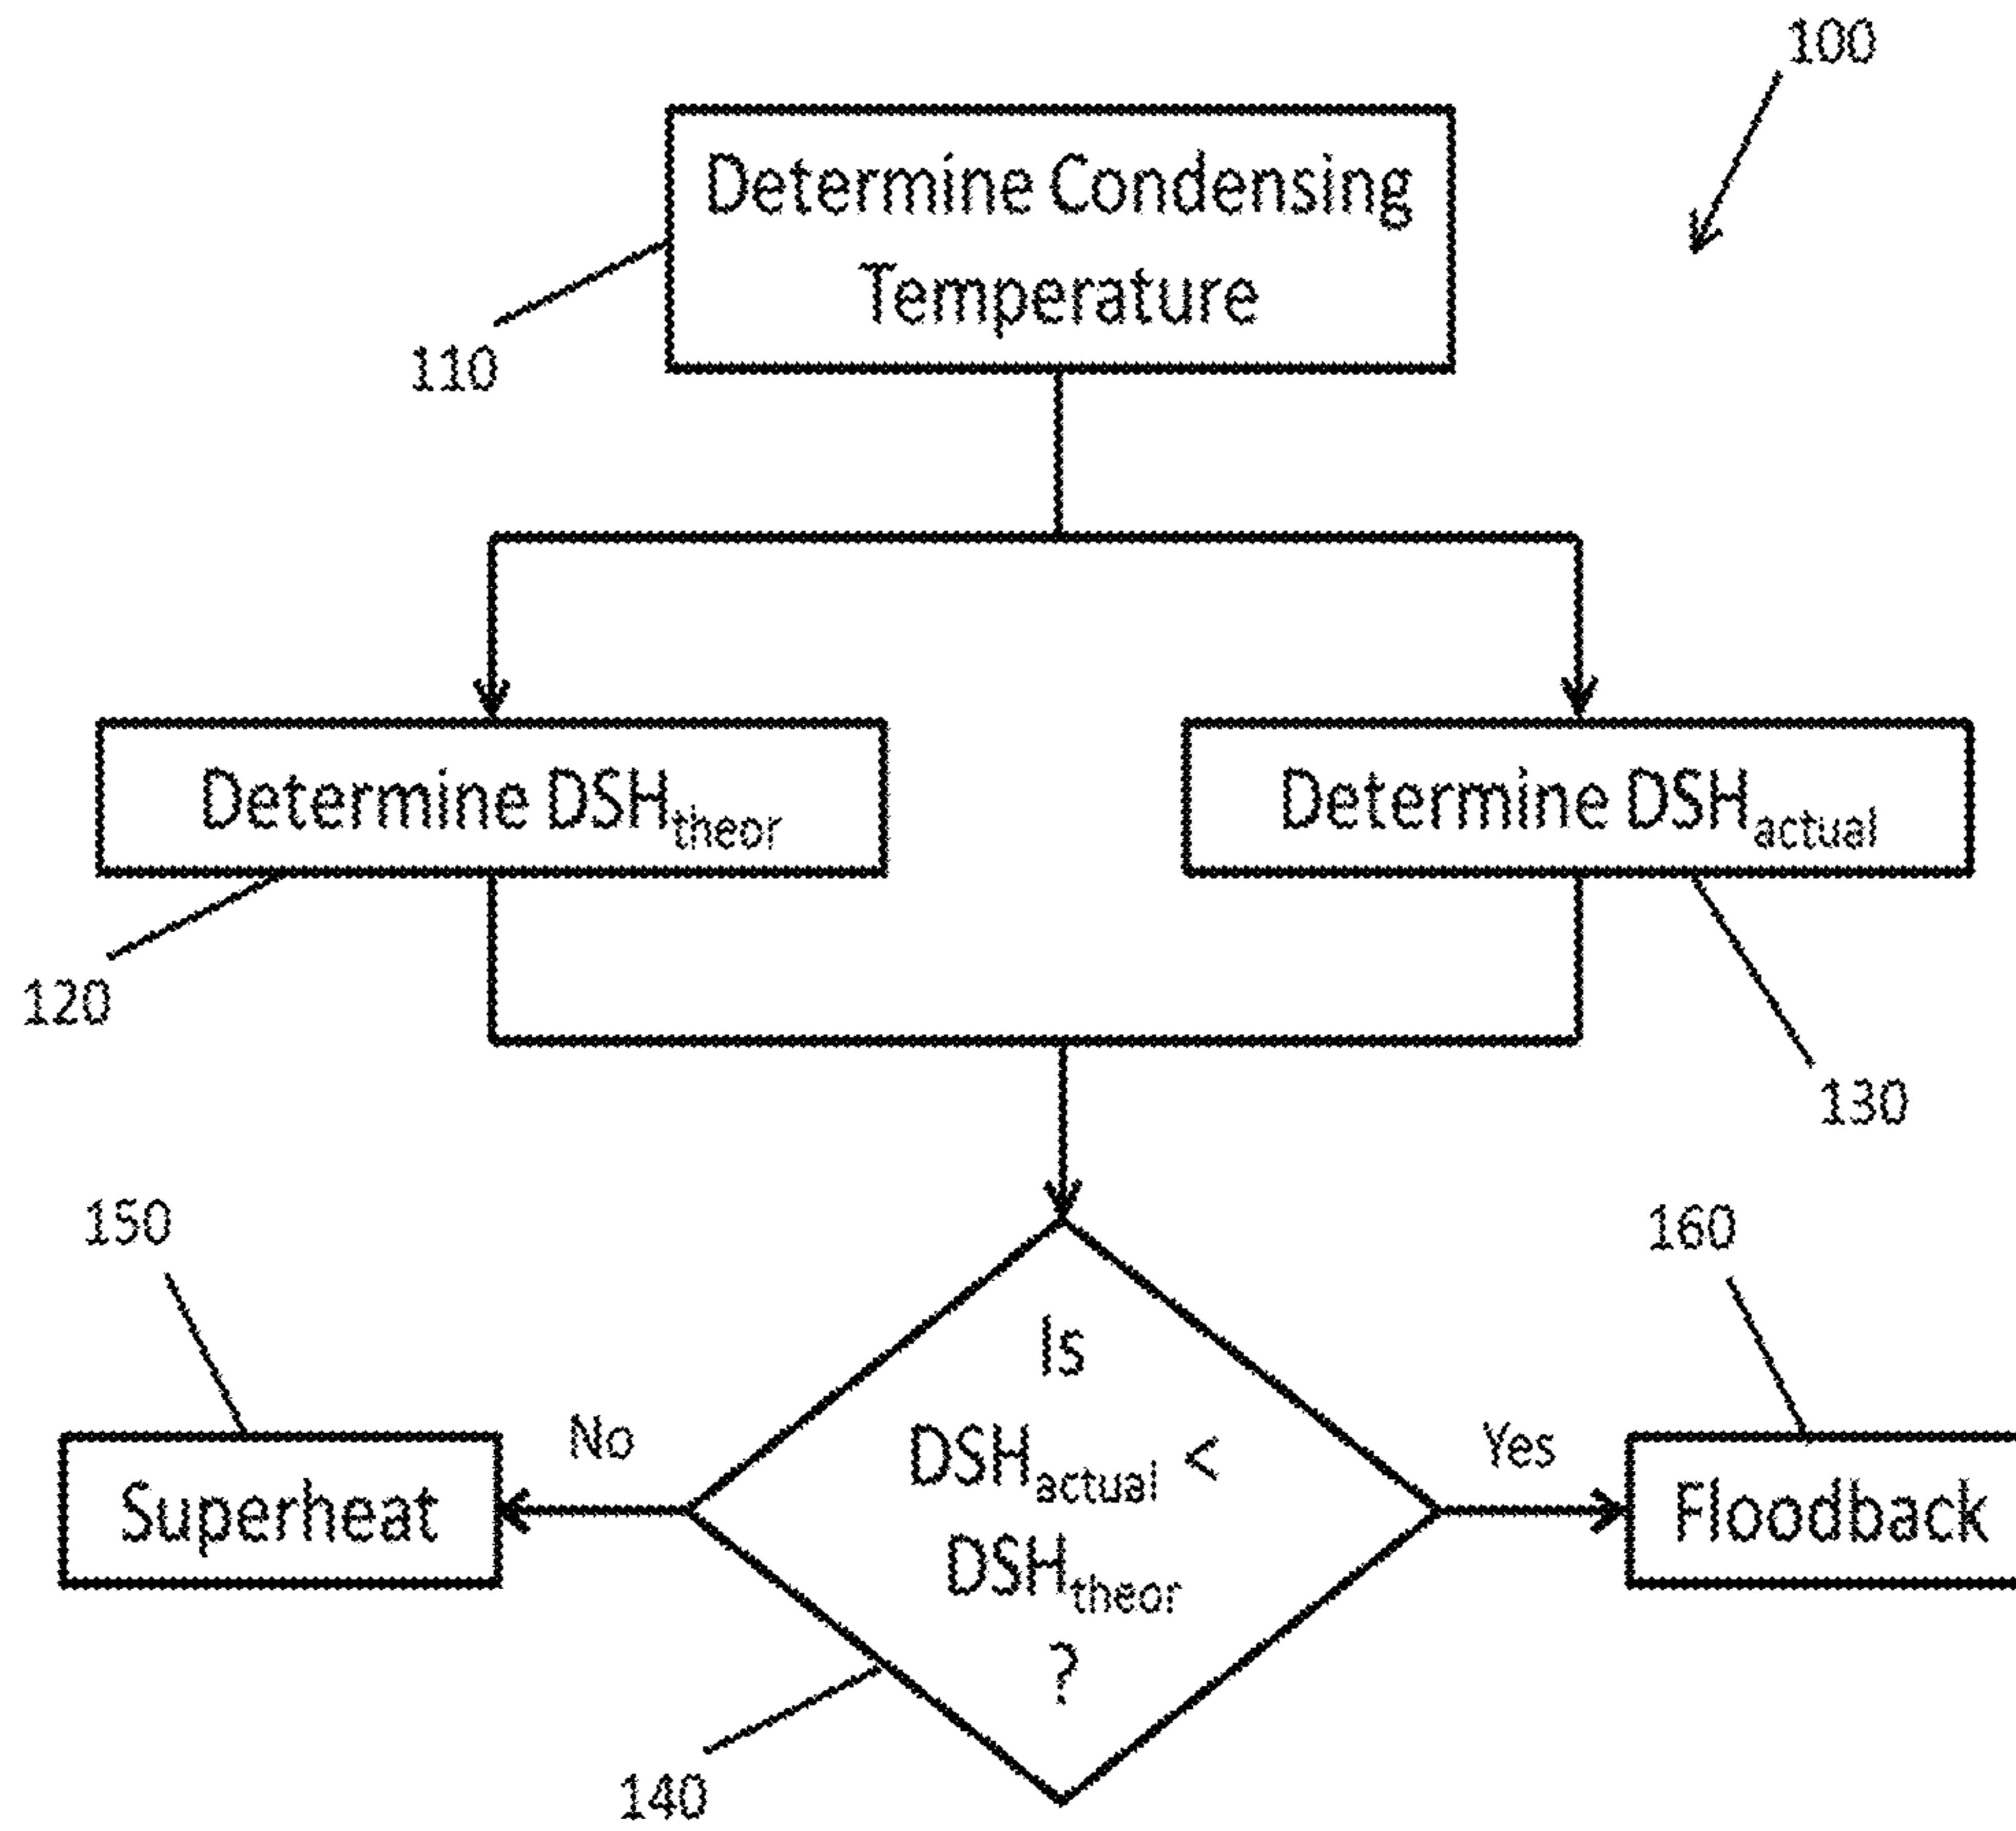 100
Determine Condensing
Temperature
110
Determine DSHtheor
Determine DSHactual
120
130
150
160
Is
DSHactual <
DSHtheor
?
No
Yes
Superheat
Floodback
140